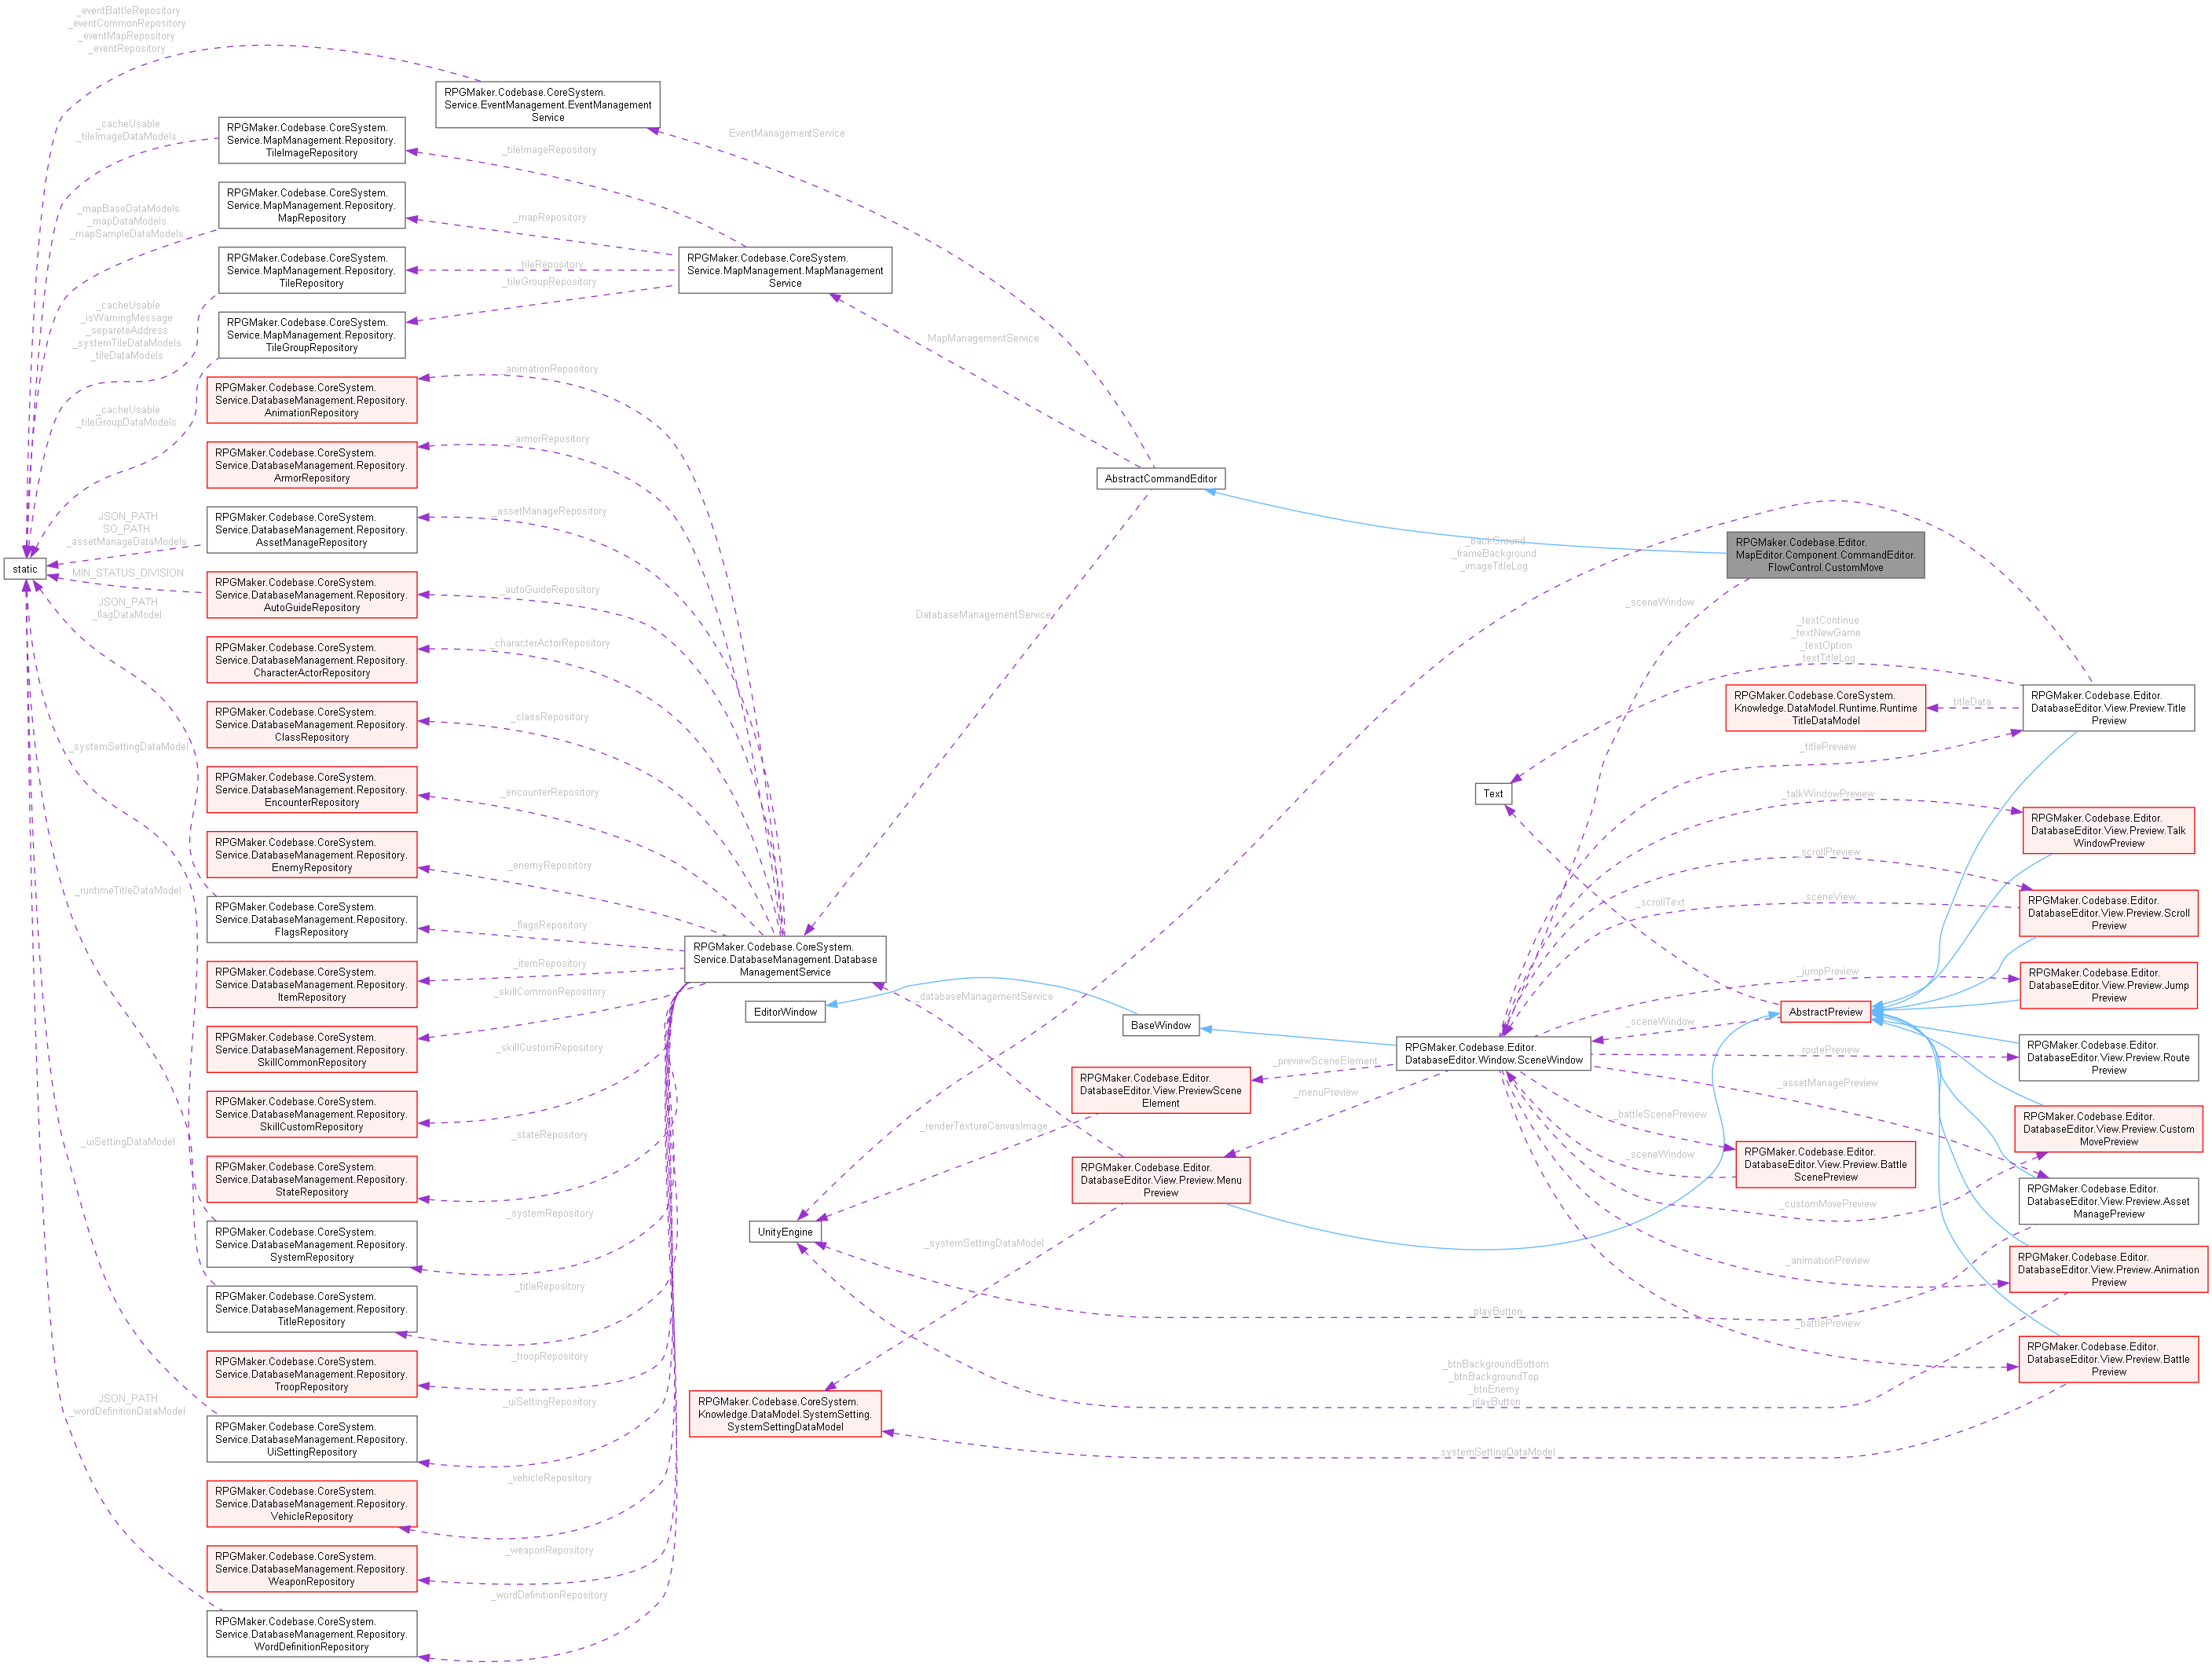 _eventBattleRepository
_eventCommonRepository
_eventMapRepository
_eventRepository
RPGMaker.Codebase.CoreSystem.
Service.EventManagement.EventManagement
Service
EventManagementService
_cacheUsable
_tileImageDataModels
RPGMaker.Codebase.CoreSystem.
Service.MapManagement.Repository.
TileImageRepository
_tileImageRepository
_mapBaseDataModels
_mapDataModels
_mapSampleDataModels
RPGMaker.Codebase.CoreSystem.
Service.MapManagement.Repository.
MapRepository
_mapRepository
RPGMaker.Codebase.CoreSystem.
Service.MapManagement.Repository.
TileRepository
_tileRepository
_tileGroupRepository
RPGMaker.Codebase.CoreSystem.
Service.MapManagement.MapManagement
Service
MapManagementService
_cacheUsable
_isWarningMessage
_separeteAddress
_systemTileDataModels
_tileDataModels
RPGMaker.Codebase.CoreSystem.
Service.MapManagement.Repository.
TileGroupRepository
_cacheUsable
_tileGroupDataModels
RPGMaker.Codebase.CoreSystem.
Service.DatabaseManagement.Repository.
AnimationRepository
_animationRepository
RPGMaker.Codebase.CoreSystem.
Service.DatabaseManagement.Repository.
ArmorRepository
_armorRepository
AbstractCommandEditor
JSON_PATH
SO_PATH
_assetManageDataModels
RPGMaker.Codebase.CoreSystem.
Service.DatabaseManagement.Repository.
AssetManageRepository
_assetManageRepository
static
MIN_STATUS_DIVISION
RPGMaker.Codebase.CoreSystem.
Service.DatabaseManagement.Repository.
AutoGuideRepository
_autoGuideRepository
JSON_PATH
_flagDataModel
DatabaseManagementService
RPGMaker.Codebase.CoreSystem.
Service.DatabaseManagement.Repository.
CharacterActorRepository
_characterActorRepository
RPGMaker.Codebase.CoreSystem.
Service.DatabaseManagement.Repository.
ClassRepository
_classRepository
_systemSettingDataModel
RPGMaker.Codebase.CoreSystem.
Service.DatabaseManagement.Repository.
EncounterRepository
_encounterRepository
RPGMaker.Codebase.CoreSystem.
Service.DatabaseManagement.Repository.
EnemyRepository
_enemyRepository
_runtimeTitleDataModel
RPGMaker.Codebase.CoreSystem.
Service.DatabaseManagement.Repository.
FlagsRepository
_flagsRepository
RPGMaker.Codebase.CoreSystem.
Service.DatabaseManagement.Database
ManagementService
RPGMaker.Codebase.CoreSystem.
Service.DatabaseManagement.Repository.
ItemRepository
_itemRepository
_skillCommonRepository
RPGMaker.Codebase.CoreSystem.
Service.DatabaseManagement.Repository.
SkillCommonRepository
_skillCustomRepository
RPGMaker.Codebase.CoreSystem.
Service.DatabaseManagement.Repository.
SkillCustomRepository
_uiSettingDataModel
_stateRepository
RPGMaker.Codebase.CoreSystem.
Service.DatabaseManagement.Repository.
StateRepository
_systemRepository
RPGMaker.Codebase.CoreSystem.
Service.DatabaseManagement.Repository.
SystemRepository
_titleRepository
RPGMaker.Codebase.CoreSystem.
Service.DatabaseManagement.Repository.
TitleRepository
_troopRepository
RPGMaker.Codebase.CoreSystem.
Service.DatabaseManagement.Repository.
TroopRepository
JSON_PATH
_wordDefinitionDataModel
_uiSettingRepository
RPGMaker.Codebase.CoreSystem.
Service.DatabaseManagement.Repository.
UiSettingRepository
_vehicleRepository
RPGMaker.Codebase.CoreSystem.
Service.DatabaseManagement.Repository.
VehicleRepository
_weaponRepository
RPGMaker.Codebase.CoreSystem.
Service.DatabaseManagement.Repository.
WeaponRepository
_wordDefinitionRepository
RPGMaker.Codebase.CoreSystem.
Service.DatabaseManagement.Repository.
WordDefinitionRepository
EditorWindow
_databaseManagementService
BaseWindow
RPGMaker.Codebase.Editor.
DatabaseEditor.View.PreviewScene
Element
_previewSceneElement
_menuPreview
_renderTextureCanvasImage
RPGMaker.Codebase.Editor.
DatabaseEditor.View.Preview.Menu
Preview
UnityEngine
_systemSettingDataModel
RPGMaker.Codebase.CoreSystem.
Knowledge.DataModel.SystemSetting.
SystemSettingDataModel
_backGround
_frameBackground
_imageTitleLog
RPGMaker.Codebase.Editor.
MapEditor.Component.CommandEditor.
FlowControl.CustomMove
_sceneWindow
_textContinue
_textNewGame
_textOption
_textTitleLog
RPGMaker.Codebase.CoreSystem.
Knowledge.DataModel.Runtime.Runtime
TitleDataModel
titleData
RPGMaker.Codebase.Editor.
DatabaseEditor.View.Preview.Title
Preview
_titlePreview
Text
_talkWindowPreview
RPGMaker.Codebase.Editor.
DatabaseEditor.View.Preview.Talk
WindowPreview
_scrollPreview
_scrollText
_sceneView
RPGMaker.Codebase.Editor.
DatabaseEditor.View.Preview.Scroll
Preview
_jumpPreview
RPGMaker.Codebase.Editor.
DatabaseEditor.View.Preview.Jump
Preview
AbstractPreview
_sceneWindow
RPGMaker.Codebase.Editor.
DatabaseEditor.Window.SceneWindow
routePreview
RPGMaker.Codebase.Editor.
DatabaseEditor.View.Preview.Route
Preview
_assetManagePreview
_battleScenePreview
RPGMaker.Codebase.Editor.
DatabaseEditor.View.Preview.Custom
MovePreview
_sceneWindow
RPGMaker.Codebase.Editor.
DatabaseEditor.View.Preview.Battle
ScenePreview
_customMovePreview
RPGMaker.Codebase.Editor.
DatabaseEditor.View.Preview.Asset
ManagePreview
_animationPreview
RPGMaker.Codebase.Editor.
DatabaseEditor.View.Preview.Animation
Preview
_playButton
_battlePreview
RPGMaker.Codebase.Editor.
DatabaseEditor.View.Preview.Battle
Preview
_btnBackgroundBottom
_btnBackgroundTop
_btnEnemy
_playButton
systemSettingDataModel